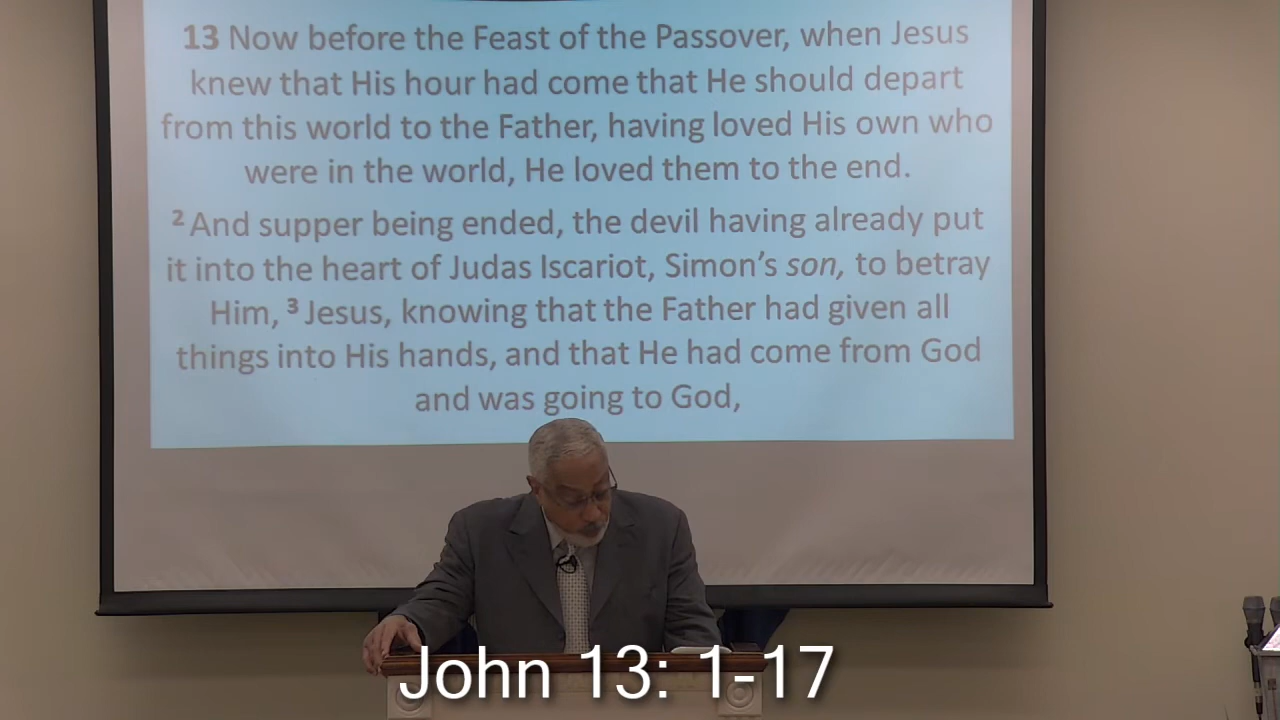 13 Now before the Feast of the Passover, when Jesus
knew that His hour had come that He should depart
from this world to the Father, having loved His own who
were in the world, He loved them to the end.
2 And supper being ended, the devil having already put
it into the heart of Judas Iscariot, Simon’s son, to betray
Him, 3 Jesus, knowing that the Father had given all
things into His hands, and that He had come from God
and was going to God,
John 13: 1-17